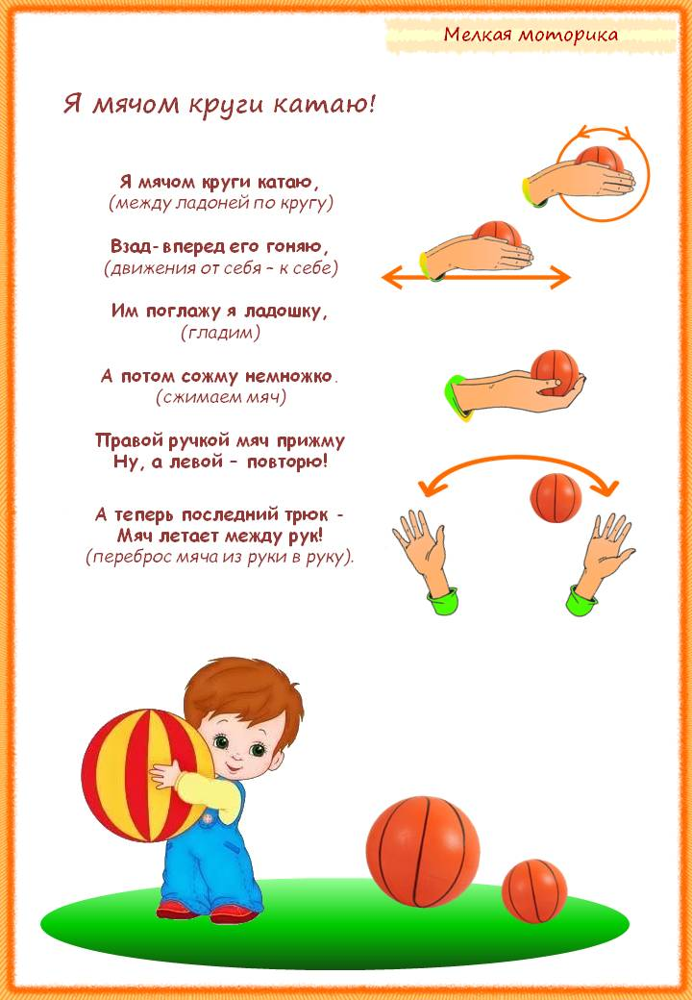 Мелкая моторика
Я мячом круги катаю!
Я мячом круги катаю,
(между ладоней по кругу)
Взад- вперед его гоняю,
(движения от себя – к себе)
Им поглажу я ладошку,
(гладим)
А потом сожму немножко.
(сжимаем мяч)
Правой ручкой мяч прижму
Ну, а левой – повторю!
А теперь последний трюк -
Мяч летает между рук!
(переброс мяча из руки в руку).